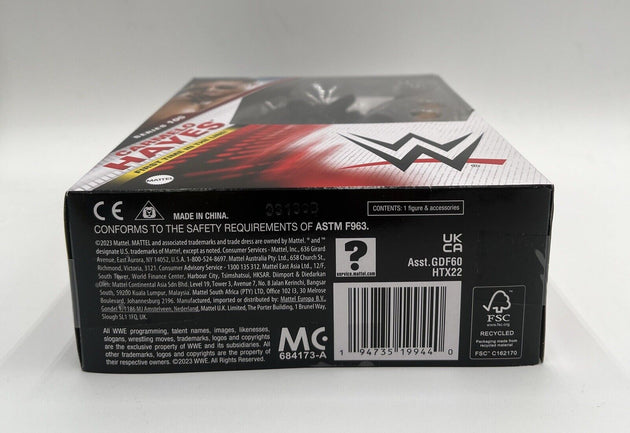 SERIES 100
CARMELO
HAYES
FIRST TIME IN THE LINE!
MATTEL
W
CE
MADE IN CHINA.
CONTENTS: 1 figure & accessories
CONFORMS TO THE SAFETY REQUIREMENTS OF ASTM F963.
©2023 Mattel. MATTEL and associated trademarks and trade dress are owned by Mattel. ® and ™
designate U.S. trademarks of Mattel, except as noted. Consumer Services - Mattel, Inc., 636 Girard
Avenue, East Aurora, NY 14052, U.S.A. 1-800-524-8697. Mattel Australia Pty. Ltd., 658 Church St.,
Richmond, Victoria, 3121. Consumer Advisory Service - 1300 135 312. Mattel East Asia Ltd., 12/F,
South Tower, World Finance Center, Harbour City, Tsimshatsui, HKSAR. Diimport & Diedarkan
Oleh: Mattel Continental Asia Sdn Bhd. Level 19, Tower 3, Avenue 7, No. 8 Jalan Kerinchi, Bangsar
South, 59200 Kuala Lumpur, Malaysia. Mattel South Africa (PTY) LTD, Office 102 I3, 30 Melrose
Boulevard, Johannesburg 2196. Manufactured, imported or distributed by: Mattel Europa B.V.,
Gondel 1, 1186 MJ Amstelveen, Nederland. Mattel U.K. Limited, The Porter Building, 1 Brunel Way,
Slough SL1 1FQ, UK.
All WWE programming, talent names, images, likenesses,
slogans, wrestling moves, trademarks, logos and copyrights
are the exclusive property of WWE and its subsidiaries. All
other trademarks, logos and copyrights are the property of
their respective owners. ©2023 WWE. All Rights Reserved.
MC
684173-A
?
service.mattel.com
UK
CA
Asst.GDF60
HTX22
1 94735 19944 0
FSC
www.fsc.org
RECYCLED
Packaging made from
recycled material
FSC® C162170